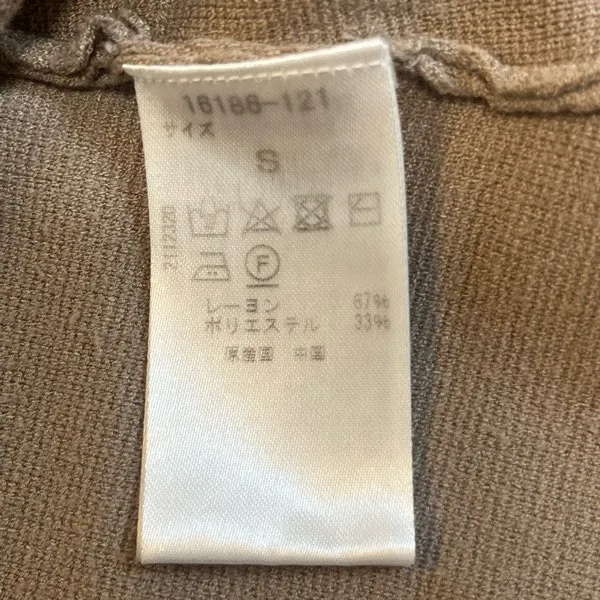 16186-121
サイズ
S
2112320
F
レーヨン 67%
ポリエステル 33%
原産国 中国